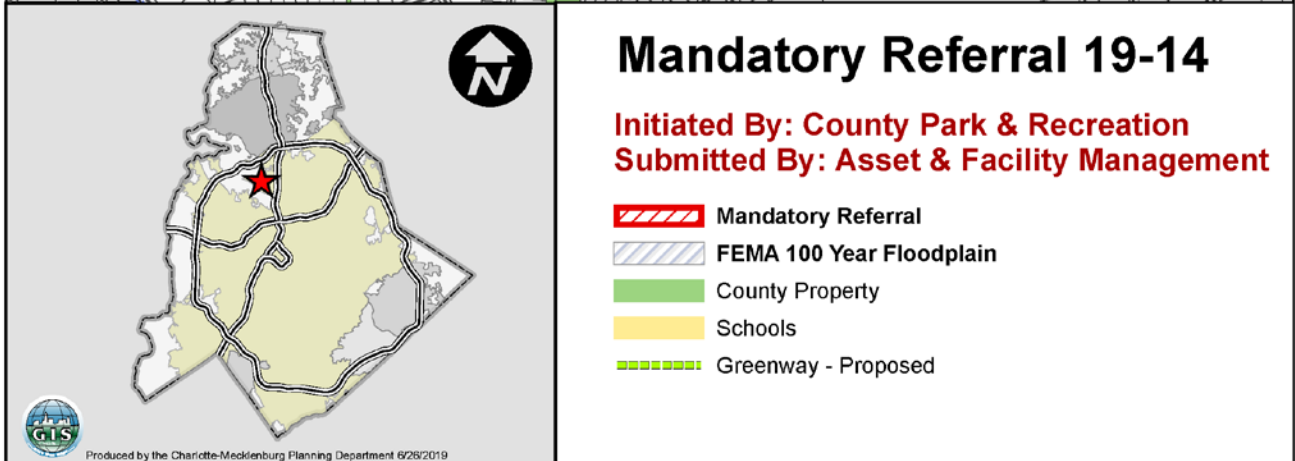 N
Mandatory Referral 19-14
Initiated By: County Park & Recreation
Submitted By: Asset & Facility Management
Mandatory Referral
FEMA 100 Year Floodplain
County Property
Schools
Greenway - Proposed
GIS
Produced by the Charlotte-Mecklenburg Planning Department 6/26/2019